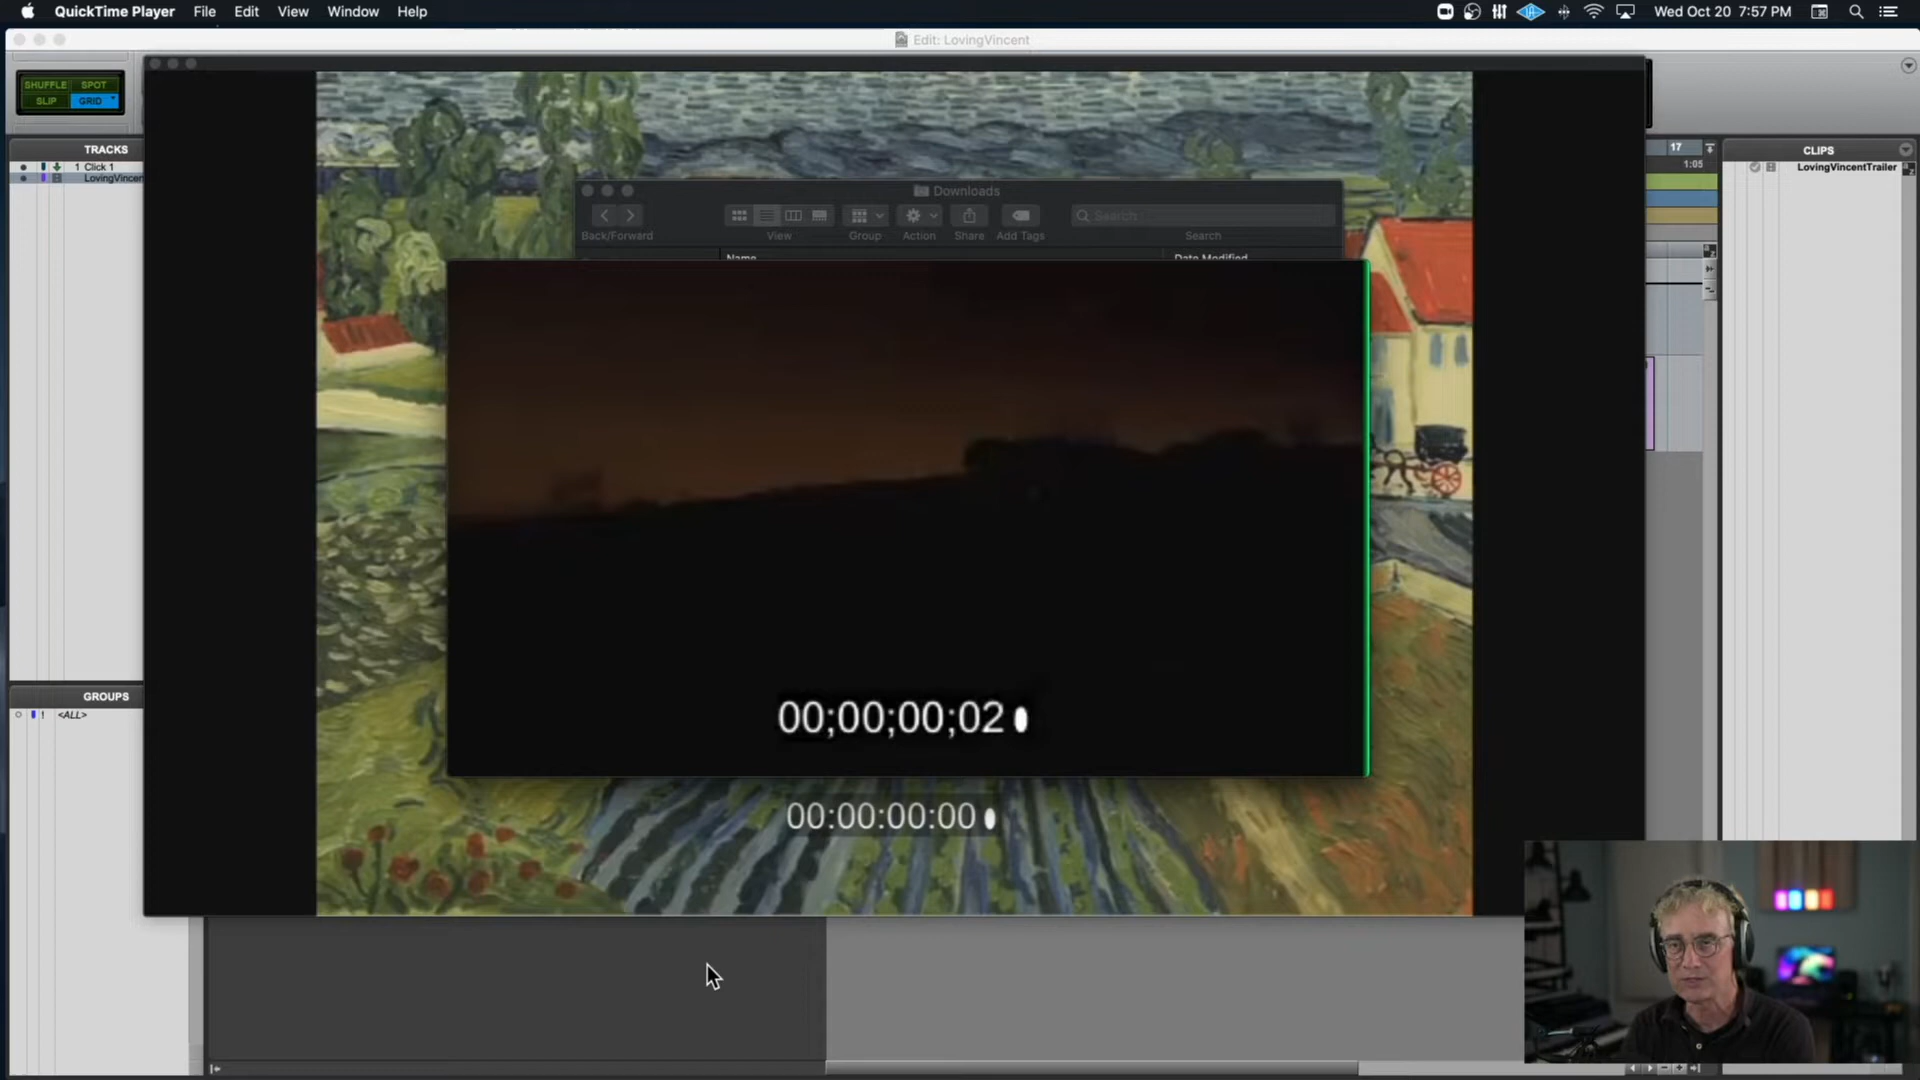 QuickTime Player File Edit View Window Help Wed Oct 20 7:57 PM
Edit: LovingVincent
SHUFFLE SPOT
SLIP GRID
TRACKS
1 Click 1
LovingVincen
17
1:05
CLIPS
LovingVincentTrailer
Downloads
Search
Back/Forward View Group Action Share Add Tags Search
Name Date Modified
00;00;00;02
00:00:00:00
GROUPS
1 <ALL>